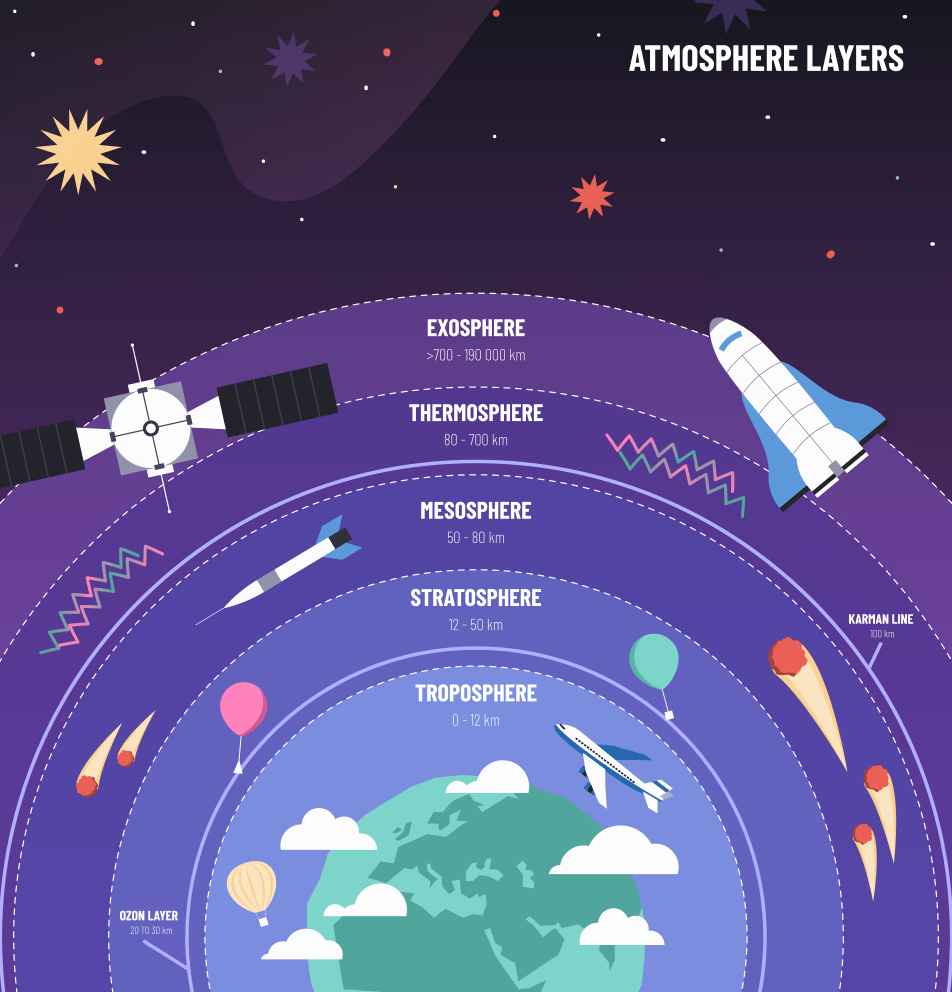 ATMOSPHERE LAYERS
EXOSPHERE
>700 - 190 000 km
THERMOSPHERE
80 - 700 km
MESOSPHERE
50 - 80 km
STRATOSPHERE
12 - 50 km
KARMAN LINE
100 km
TROPOSPHERE
0 - 12 km
OZON LAYER
20 TO 30 km